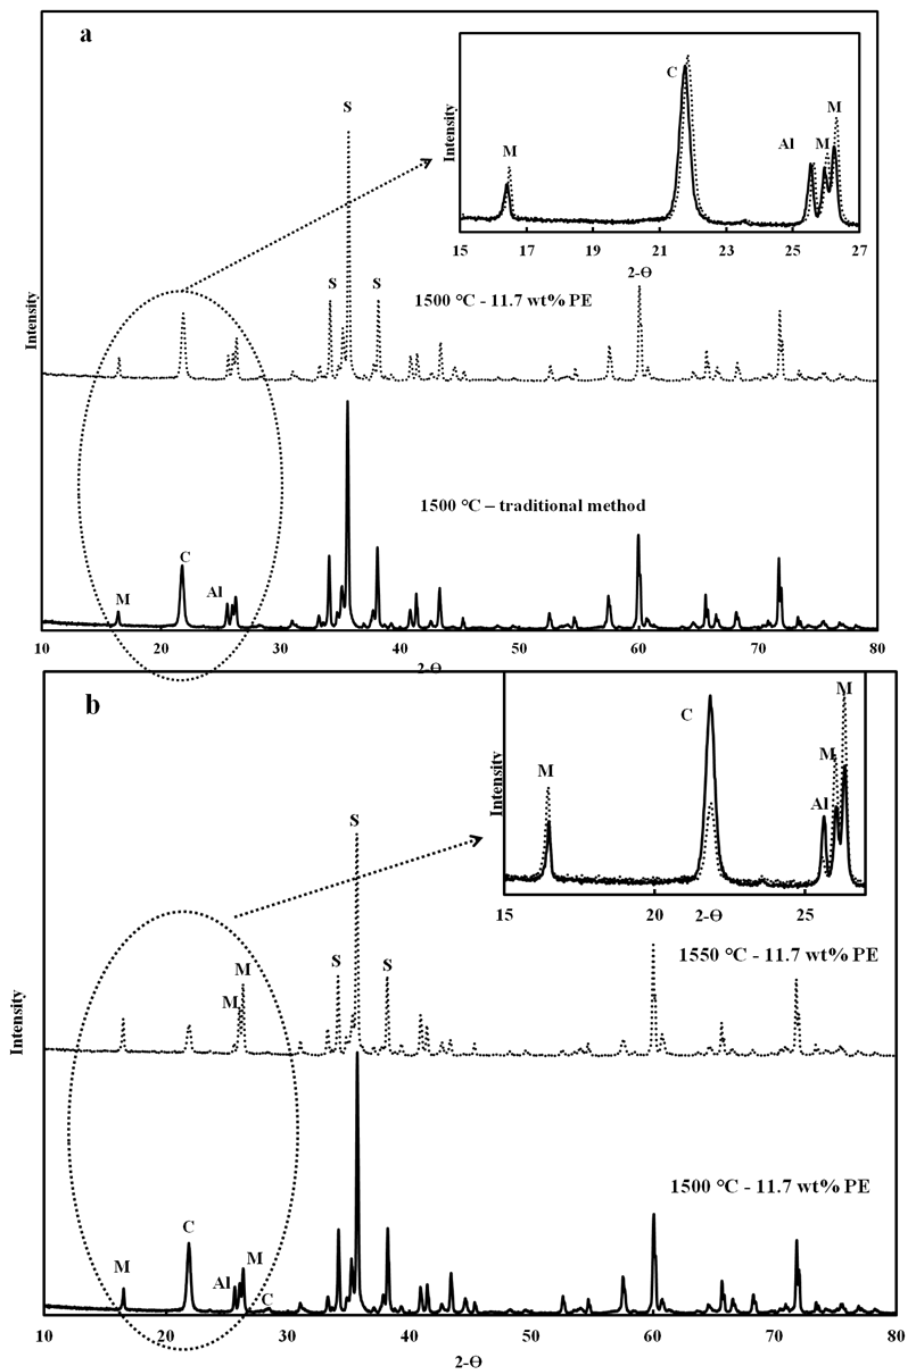 a
Intensity
S
S
S
1500 °C - 11.7 wt% PE
1500 °C – traditional method
M
C
Al
10 20 30 40 50 60 70 80
2-Θ
Intensity
M
C
Al
M
M
15 17 19 21 23 25 27
2-Θ
b
Intensity
S
S
S
M
M
1550 °C - 11.7 wt% PE
1500 °C - 11.7 wt% PE
M
C
Al
M
C
10 20 30 40 50 60 70 80
2-Θ
Intensity
M
C
Al
M
M
15 20 25
2-Θ